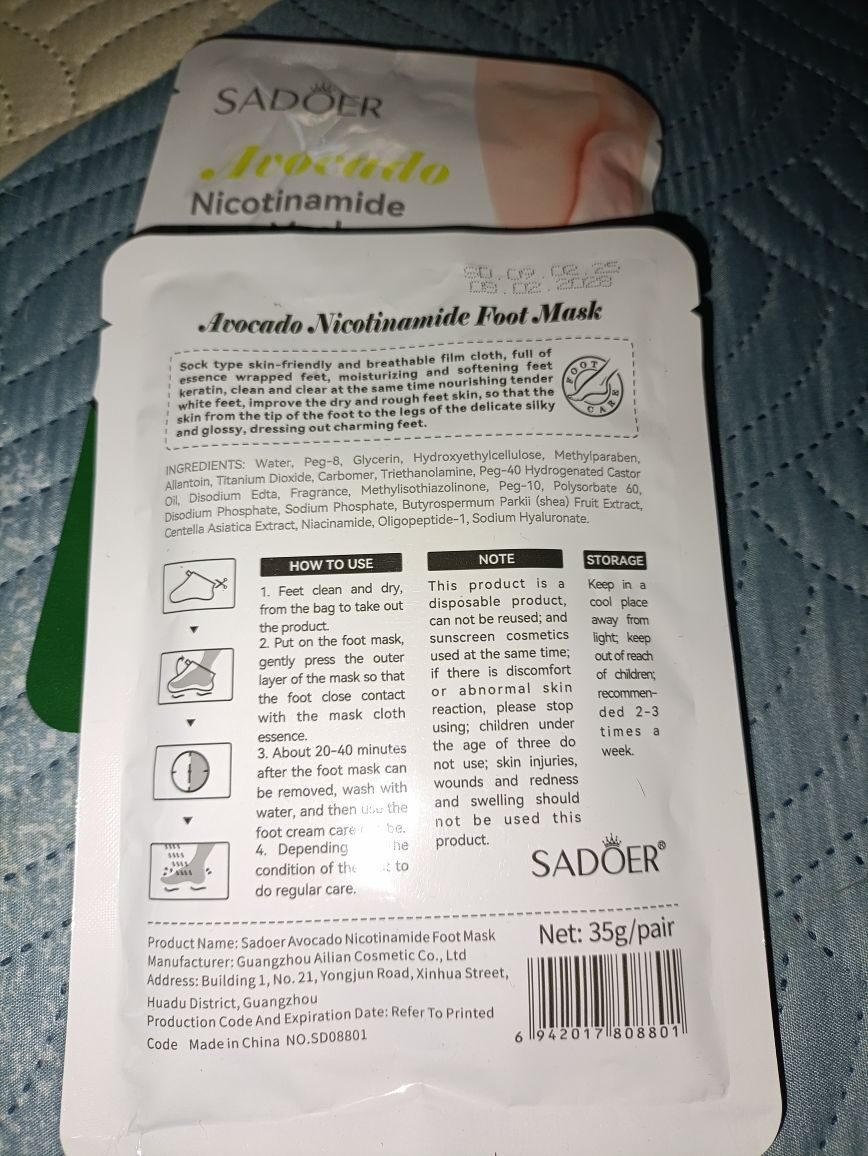 SADOER
Avocado
Nicotinamide
SD.09.02.25
08.02.2028
Avocado Nicotinamide Foot Mask
Sock type skin-friendly and breathable film cloth, full of
essence wrapped feet, moisturizing and softening feet
keratin, clean and clear at the same time nourishing tender
white feet, improve the dry and rough feet skin, so that the
skin from the tip of the foot to the legs of the delicate silky
and glossy, dressing out charming feet.
FOOT
CARE
INGREDIENTS: Water, Peg-8, Glycerin, Hydroxyethylcellulose, Methylparaben,
Allantoin, Titanium Dioxide, Carbomer, Triethanolamine, Peg-40 Hydrogenated Castor
Oil, Disodium Edta, Fragrance, Methylisothiazolinone, Peg-10, Polysorbate 60,
Disodium Phosphate, Sodium Phosphate, Butyrospermum Parkii (shea) Fruit Extract,
Centella Asiatica Extract, Niacinamide, Oligopeptide-1, Sodium Hyaluronate.
HOW TO USE
1. Feet clean and dry,
from the bag to take out
the product.
2. Put on the foot mask,
gently press the outer
layer of the mask so that
the foot close contact
with the mask cloth
essence.
3. About 20-40 minutes
after the foot mask can
be removed, wash with
water, and then use the
foot cream care be.
4. Depending he
condition of the to
do regular care.
NOTE
This product is a
disposable product,
can not be reused; and
sunscreen cosmetics
used at the same time;
if there is discomfort
or abnormal skin
reaction, please stop
using; children under
the age of three do
not use; skin injuries,
wounds and redness
and swelling should
not be used this
product.
STORAGE
Keep in a
cool place
away from
light; keep
out of reach
of children;
recommen-
ded 2-3
times a
week.
SADOER®
Product Name: Sadoer Avocado Nicotinamide Foot Mask
Manufacturer: Guangzhou Ailian Cosmetic Co., Ltd
Address: Building 1, No. 21, Yongjun Road, Xinhua Street,
Huadu District, Guangzhou
Production Code And Expiration Date: Refer To Printed
Code Made in China NO.SD08801
Net: 35g/pair
6 942017 808801